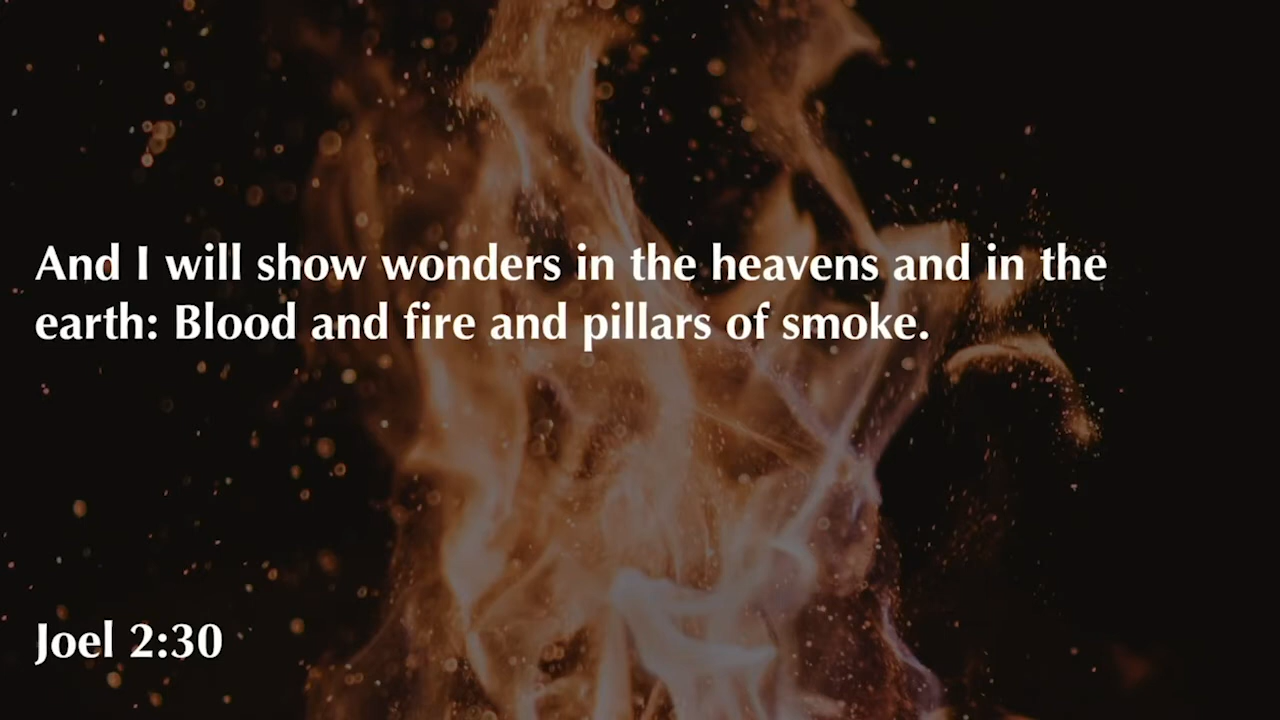 And I will show wonders in the heavens and in the
earth: Blood and fire and pillars of smoke.
Joel 2:30